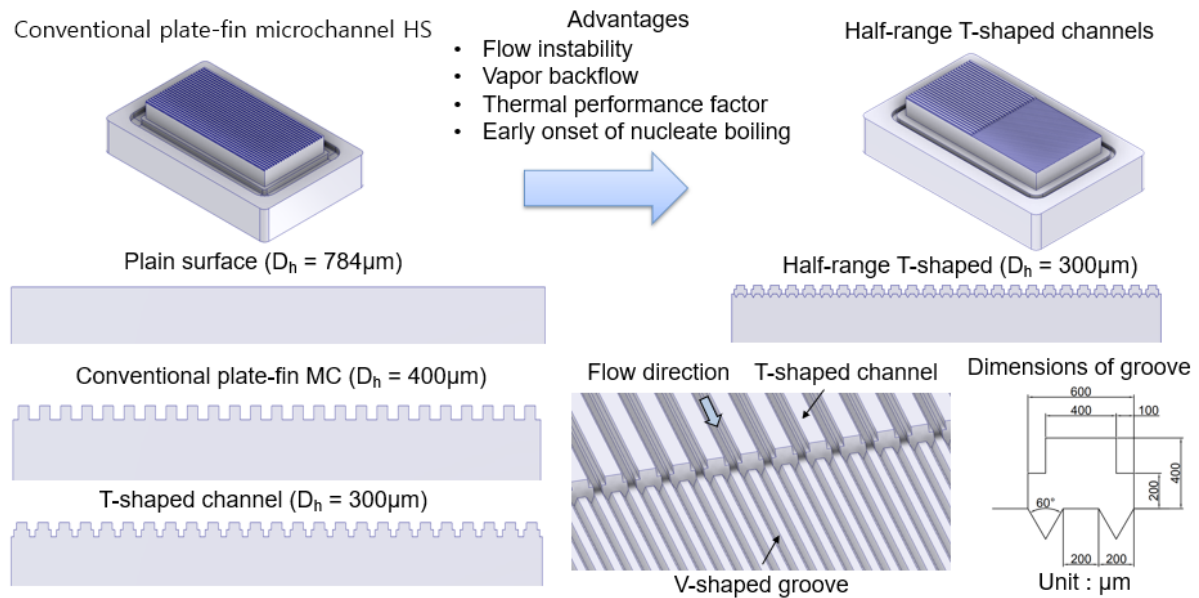 Conventional plate-fin microchannel HS
Advantages
• Flow instability
• Vapor backflow
• Thermal performance factor
• Early onset of nucleate boiling
Half-range T-shaped channels
Plain surface (Dh = 784μm)
Half-range T-shaped (Dh = 300μm)
Conventional plate-fin MC (Dh = 400μm)
T-shaped channel (Dh = 300μm)
Flow direction
T-shaped channel
V-shaped groove
Dimensions of groove
600
400
100
400
200
60°
200
200
Unit : μm